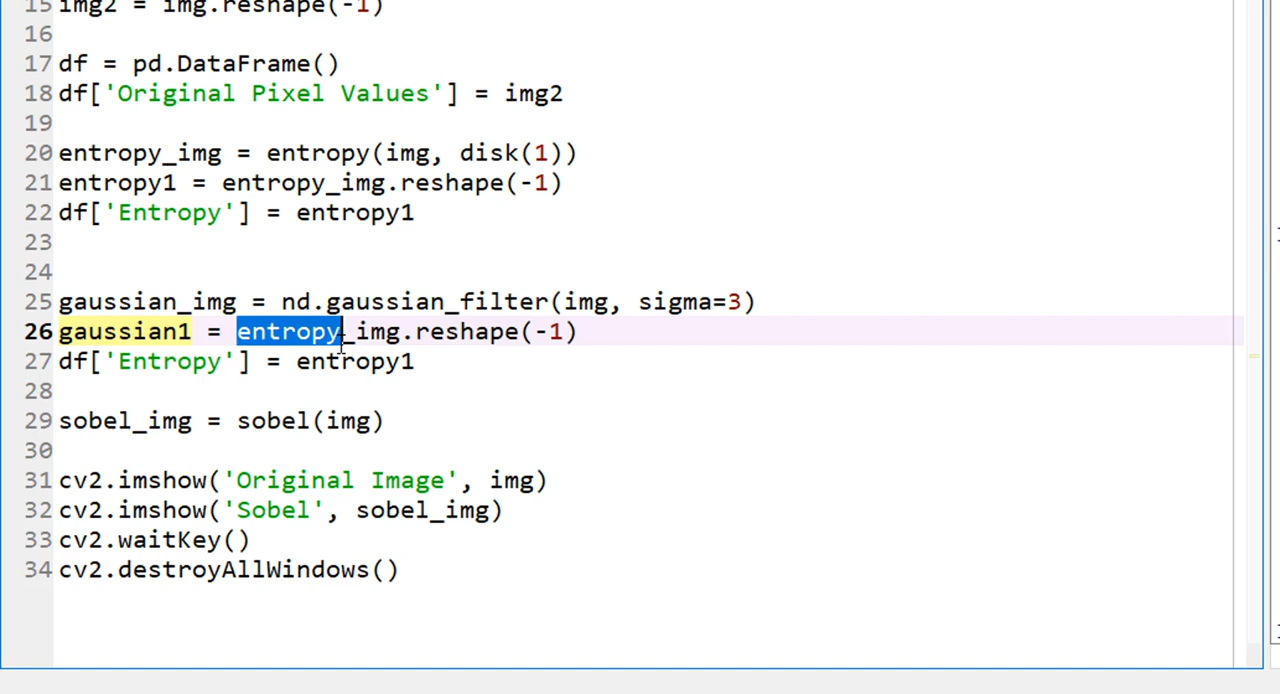 15 img2 = img.reshape(-1)
16
17 df = pd.DataFrame()
18 df['Original Pixel Values'] = img2
19
20 entropy_img = entropy(img, disk(1))
21 entropy1 = entropy_img.reshape(-1)
22 df['Entropy'] = entropy1
23
24
25 gaussian_img = nd.gaussian_filter(img, sigma=3)
26 gaussian1 = entropy_img.reshape(-1)
27 df['Entropy'] = entropy1
28
29 sobel_img = sobel(img)
30
31 cv2.imshow('Original Image', img)
32 cv2.imshow('Sobel', sobel_img)
33 cv2.waitKey()
34 cv2.destroyAllWindows()